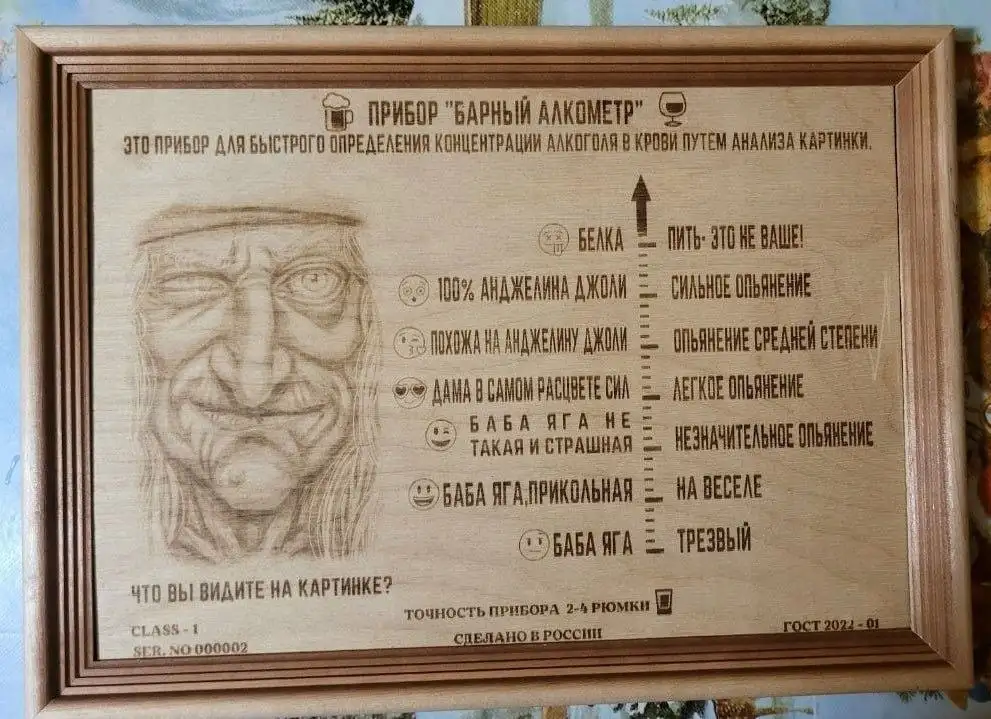 ПРИБОР "БАРНЫЙ АЛКОМЕТР"
ЭТО ПРИБОР ДЛЯ БЫСТРОГО ОПРЕДЕЛЕНИЯ КОНЦЕНТРАЦИИ АЛКОГОЛЯ В КРОВИ ПУТЕМ АНАЛИЗА КАРТИНКИ.
БЕЛКА ПИТЬ- ЭТО НЕ ВАШЕ!
100% АНДЖЕЛИНА ДЖОЛИ СИЛЬНОЕ ОПЬЯНЕНИЕ
ПОХОЖА НА АНДЖЕЛИНУ ДЖОЛИ ОПЬЯНЕНИЕ СРЕДНЕЙ СТЕПЕНИ
ДАМА В САМОМ РАСЦВЕТЕ СИЛ ЛЕГКОЕ ОПЬЯНЕНИЕ
БАБА ЯГА НЕ
ТАКАЯ И СТРАШНАЯ НЕЗНАЧИТЕЛЬНОЕ ОПЬЯНЕНИЕ
БАБА ЯГА,ПРИКОЛЬНАЯ НА ВЕСЕЛЕ
БАБА ЯГА ТРЕЗВЫЙ
ЧТО ВЫ ВИДИТЕ НА КАРТИНКЕ?
ТОЧНОСТЬ ПРИБОРА 2-4 РЮМКИ
CLASS - 1
СДЕЛАНО В РОССИИ
ГОСТ 2022 - 01
SER. NO 000002